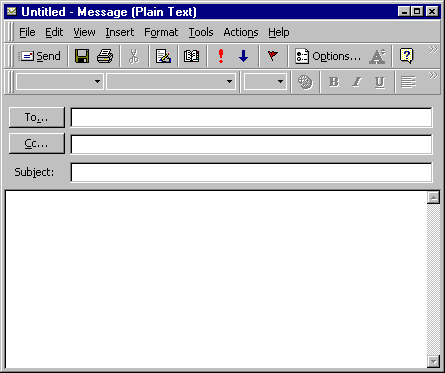 Untitled - Message (Plain Text)
File Edit View Insert Format Tools Actions Help
Send Options...
B I U
To...
Cc...
Subject: